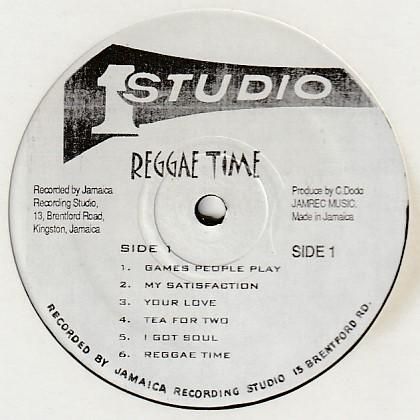 1 STUDIO
REGGAE TIME
Recorded by Jamaica
Recording Studio,
13, Brentford Road,
Kingston, Jamaica
Produce by C.Dodo
JAMREC MUSIC.
Made in Jamaica
SIDE 1
SIDE 1
1. GAMES PEOPLE PLAY
2. MY SATISFACTION
3. YOUR LOVE
4. TEA FOR TWO
5. I GOT SOUL
6. REGGAE TIME
RECORDED BY JAMAICA RECORDING STUDIO 13 BRENTFORD RD.